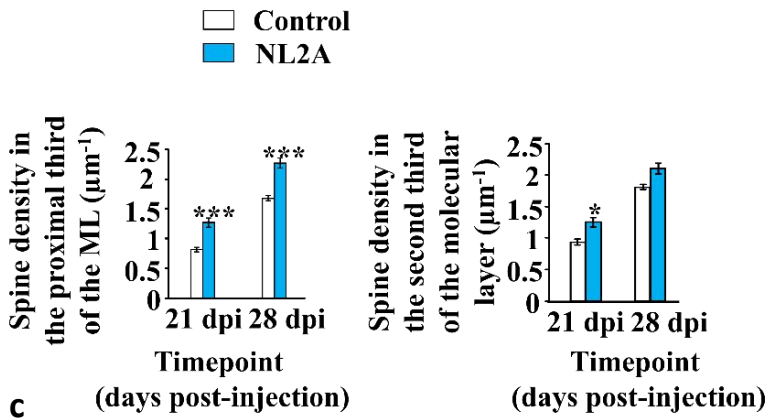 Control
NL2A
Spine density in
the proximal third
of the ML (μm-1)
2.5
2
1.5
1
0.5
0
***
***
21 dpi 28 dpi
Timepoint
(days post-injection)
Spine density in
the second third
of the molecular
layer (μm-1)
2.5
2
1.5
1
0.5
0
*
21 dpi 28 dpi
Timepoint
(days post-injection)
c